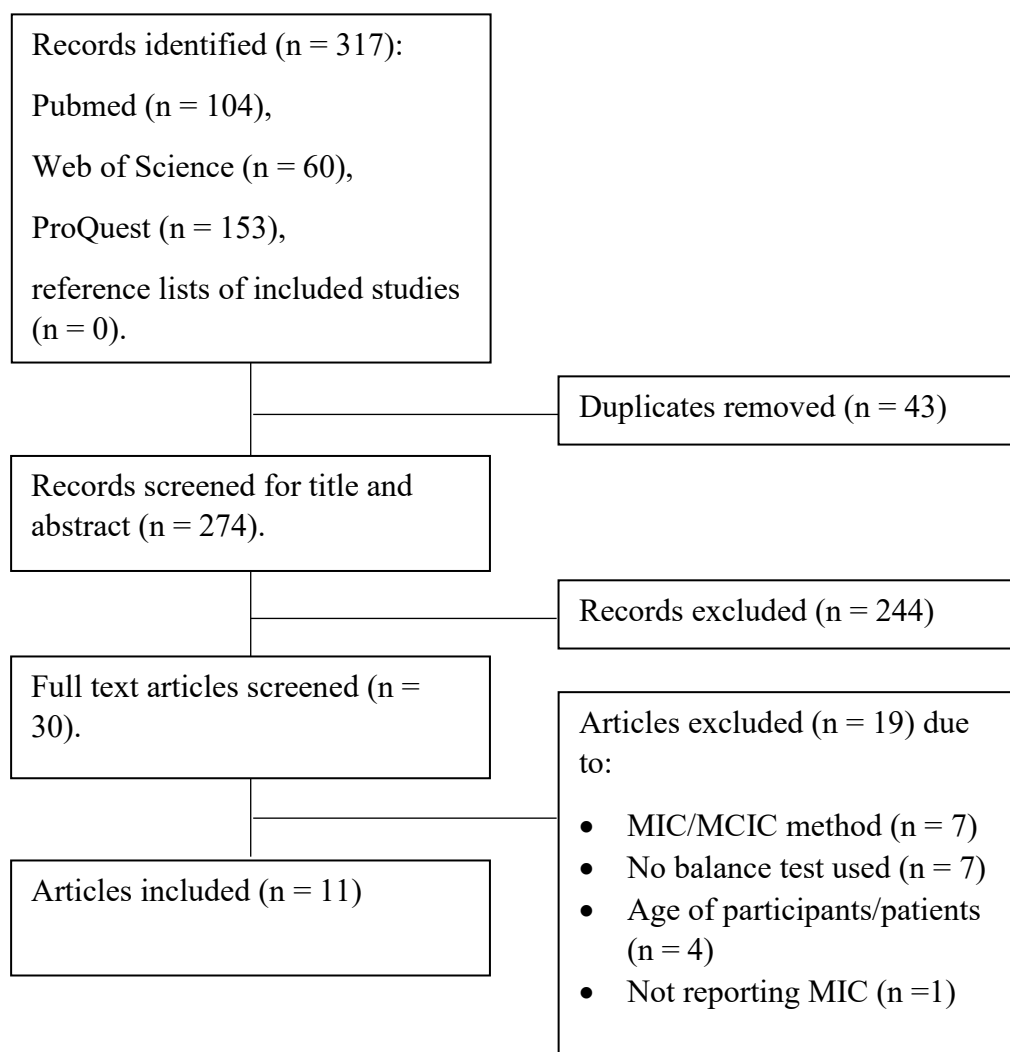 Records identified (n = 317):
Pubmed (n = 104),
Web of Science (n = 60),
ProQuest (n = 153),
reference lists of included studies
(n = 0).
Duplicates removed (n = 43)
Records screened for title and
abstract (n = 274).
Records excluded (n = 244)
Full text articles screened (n =
30).
Articles excluded (n = 19) due
to:
• MIC/MCIC method (n = 7)
• No balance test used (n = 7)
• Age of participants/patients
(n = 4)
• Not reporting MIC (n =1)
Articles included (n = 11)